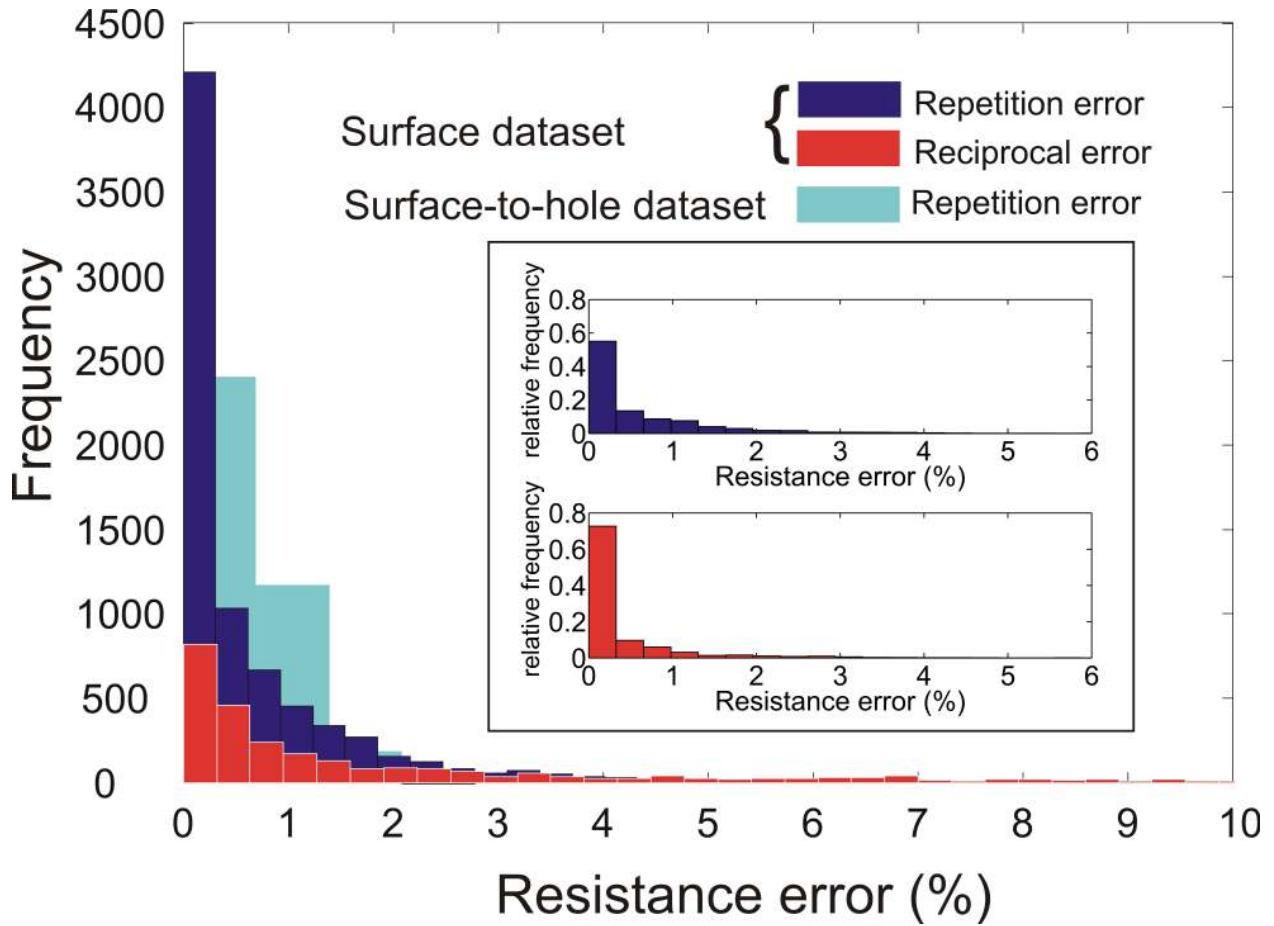 4500
4000
3500
3000
2500
2000
1500
1000
500
0
Frequency
Surface dataset { Repetition error
Reciprocal error
Surface-to-hole dataset Repetition error
relative frequency
0.8
0.6
0.4
0.2
0
0 1 2 3 4 5 6
Resistance error (%)
relative frequency
0.8
0.6
0.4
0.2
0
0 1 2 3 4 5 6
Resistance error (%)
0 1 2 3 4 5 6 7 8 9 10
Resistance error (%)